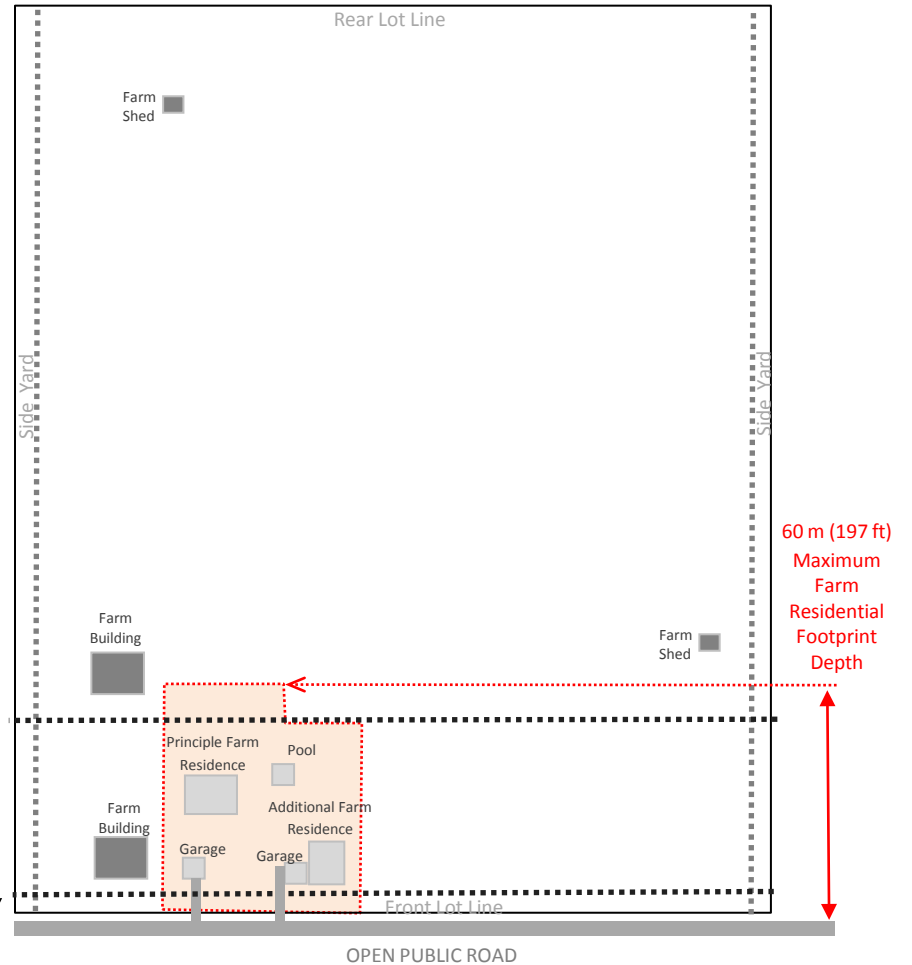 Rear Lot Line
Farm
Shed
Side Yard
Side Yard
60 m (197 ft)
Maximum
Farm
Residential
Footprint
Depth
Farm
Building
Farm
Shed
Principle Farm
Residence
Pool
Farm
Building
Additional Farm
Residence
Garage
Garage
Front Lot Line
OPEN PUBLIC ROAD